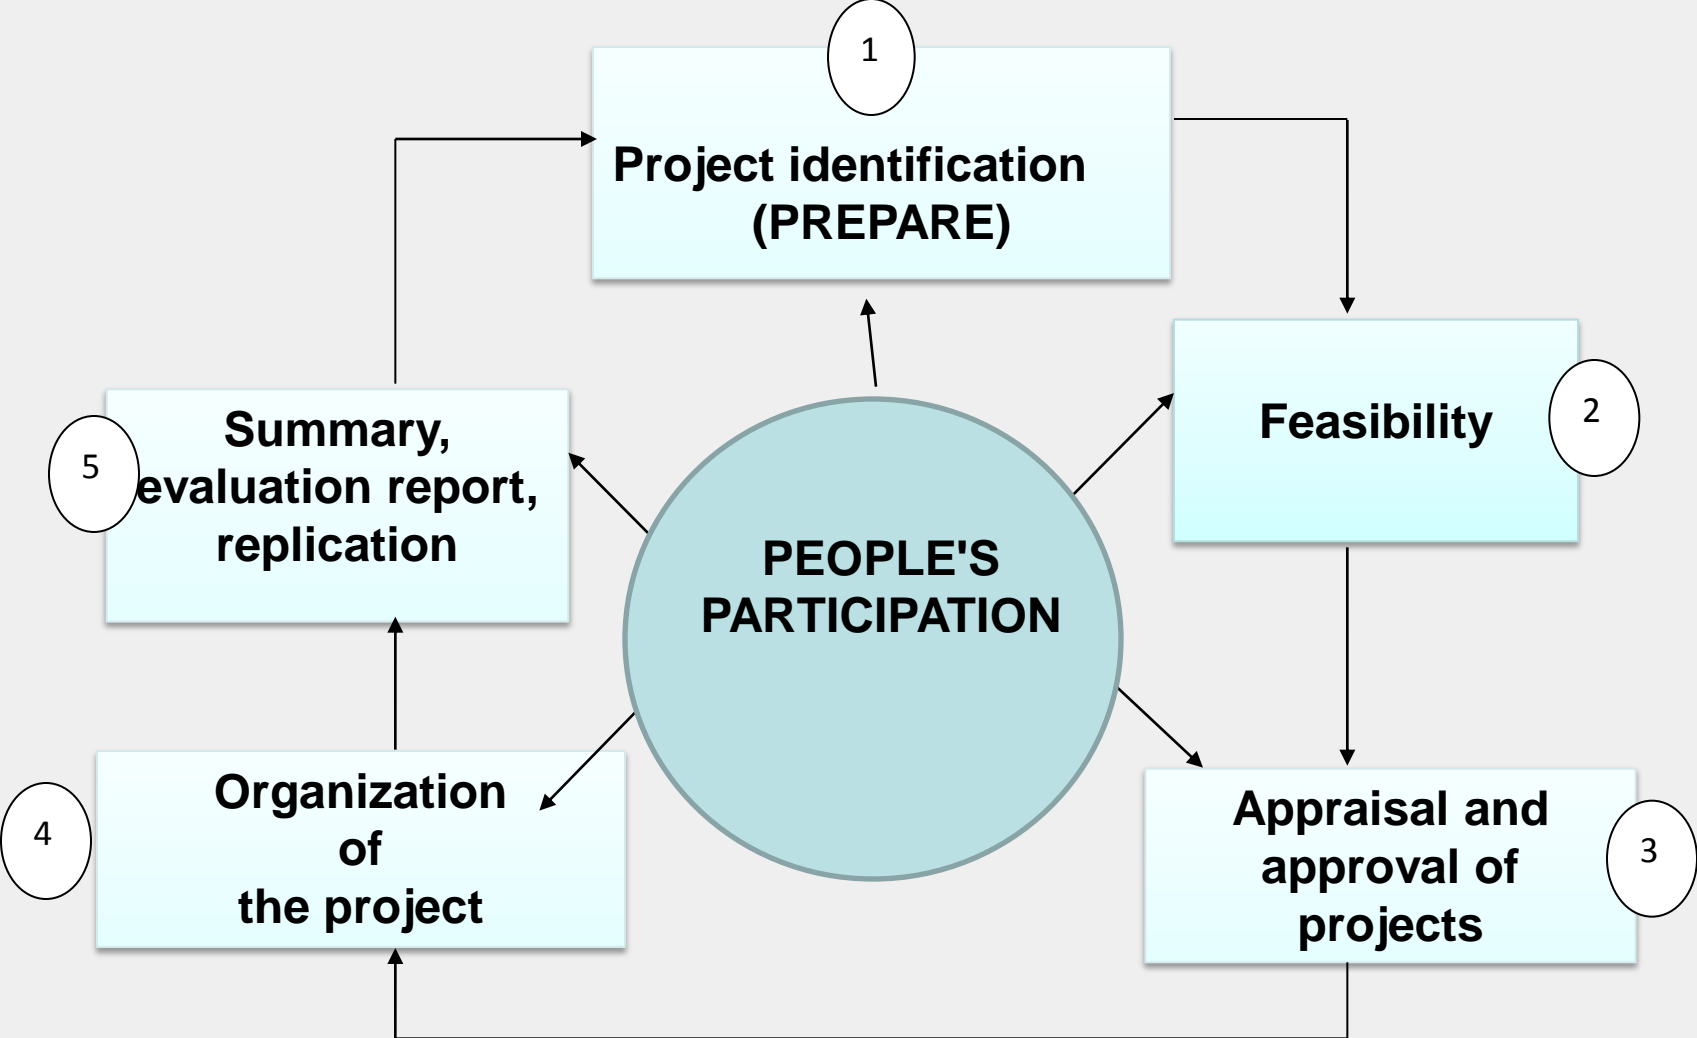 1
Project identification
(PREPARE)
Feasibility
2
Summary,
evaluation report,
replication
5
PEOPLE'S
PARTICIPATION
Organization
of
the project
4
Appraisal and
approval of
projects
3